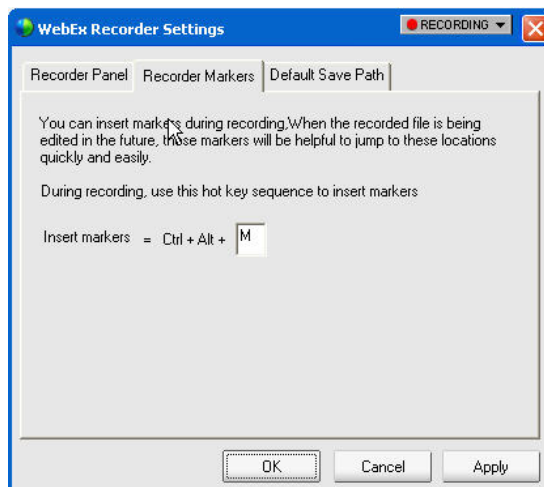 WebEx Recorder Settings
RECORDING
Recorder Panel Recorder Markers Default Save Path
You can insert markers during recording,When the recorded file is being
edited in the future, those markers will be helpful to jump to these locations
quickly and easily.
During recording, use this hot key sequence to insert markers
Insert markers = Ctrl + Alt + M
OK Cancel Apply